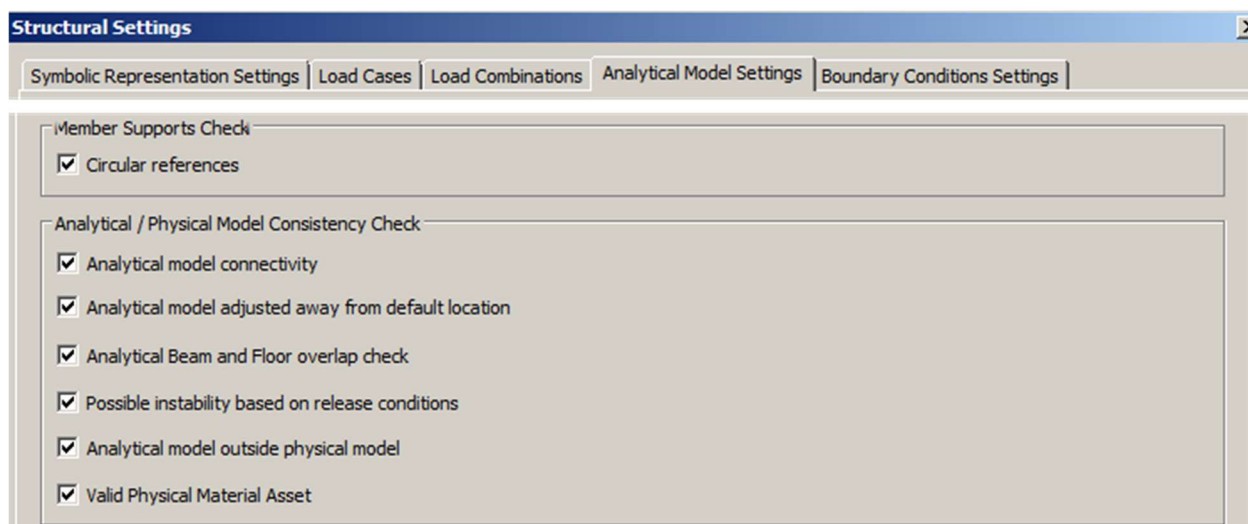 Structural Settings
Symbolic Representation Settings Load Cases Load Combinations Analytical Model Settings Boundary Conditions Settings
Member Supports Check
Circular references
Analytical / Physical Model Consistency Check
Analytical model connectivity
Analytical model adjusted away from default location
Analytical Beam and Floor overlap check
Possible instability based on release conditions
Analytical model outside physical model
Valid Physical Material Asset